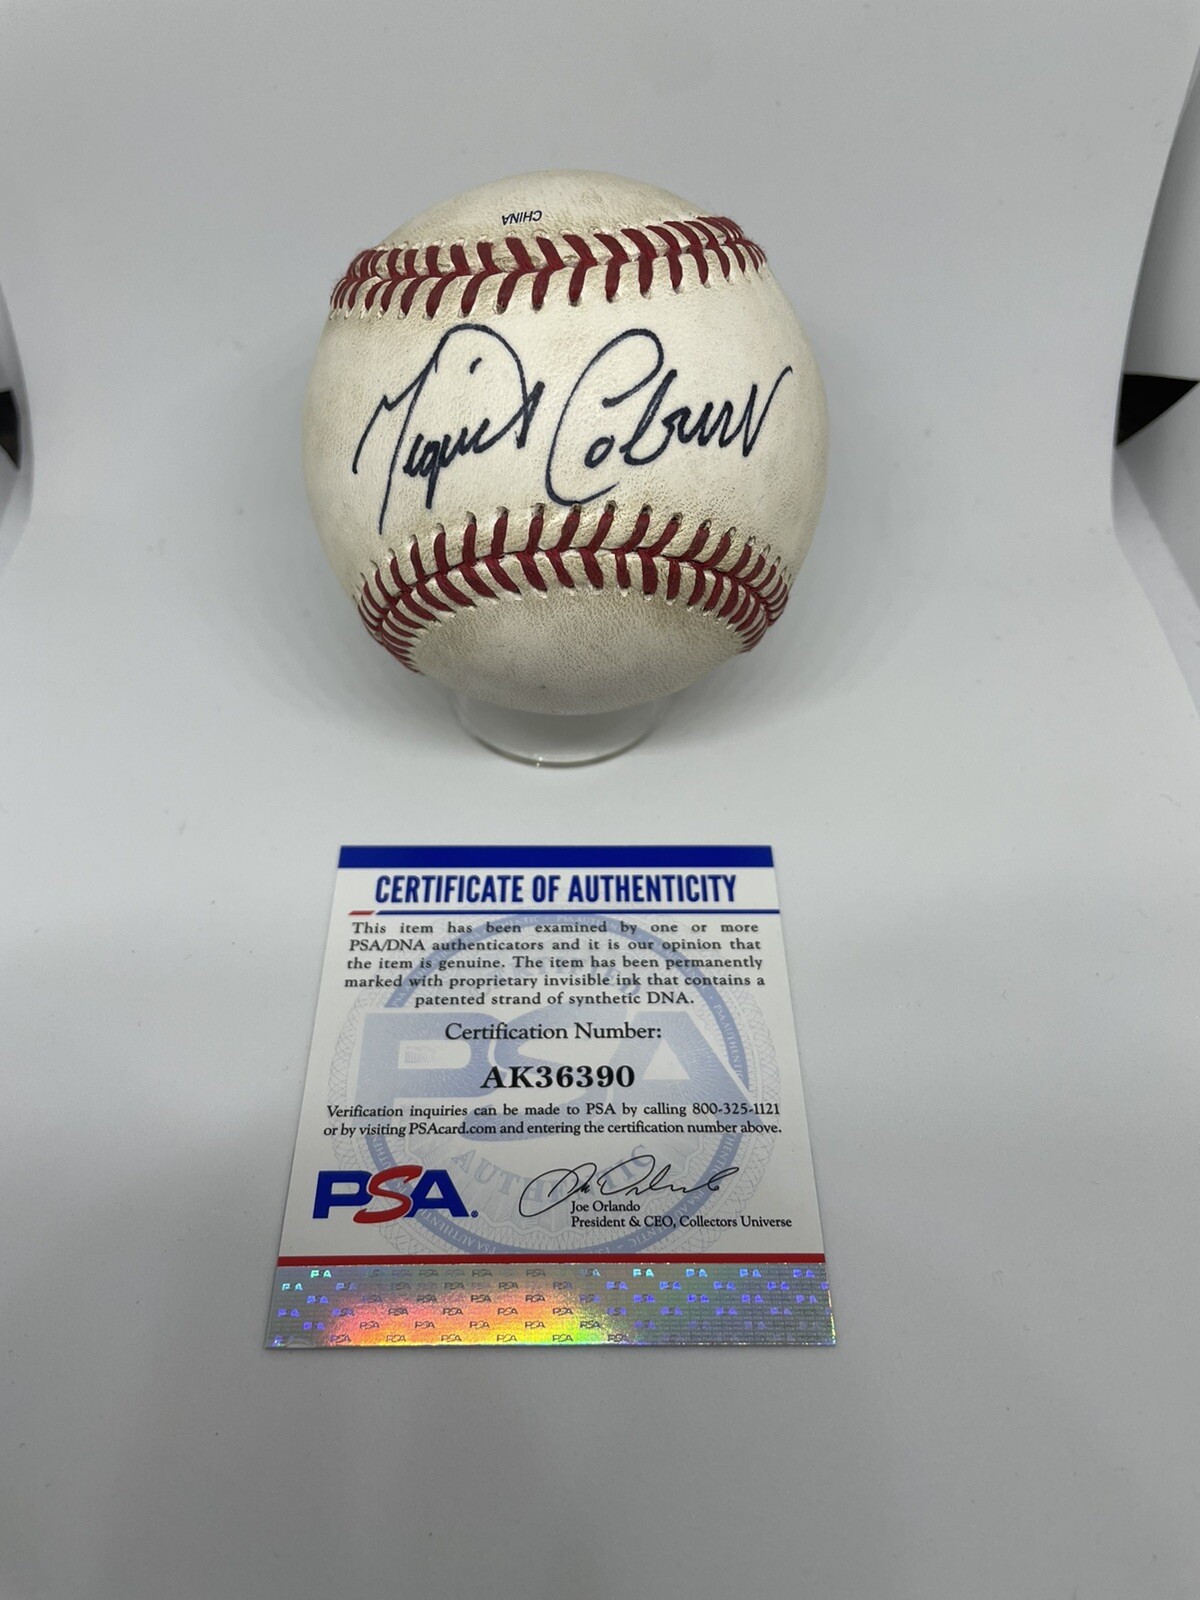 CHINA
Miguel Cabrera
CERTIFICATE OF AUTHENTICITY
This item has been examined by one or more
PSA/DNA authenticators and it is our opinion that
the item is genuine. The item has been permanently
marked with proprietary invisible ink that contains a
patented strand of synthetic DNA.
Certification Number:
AK36390
Verification inquiries can be made to PSA by calling 800-325-1121
or by visiting PSAcard.com and entering the certification number above.
PSA®
Joe Orlando
President & CEO, Collectors Universe